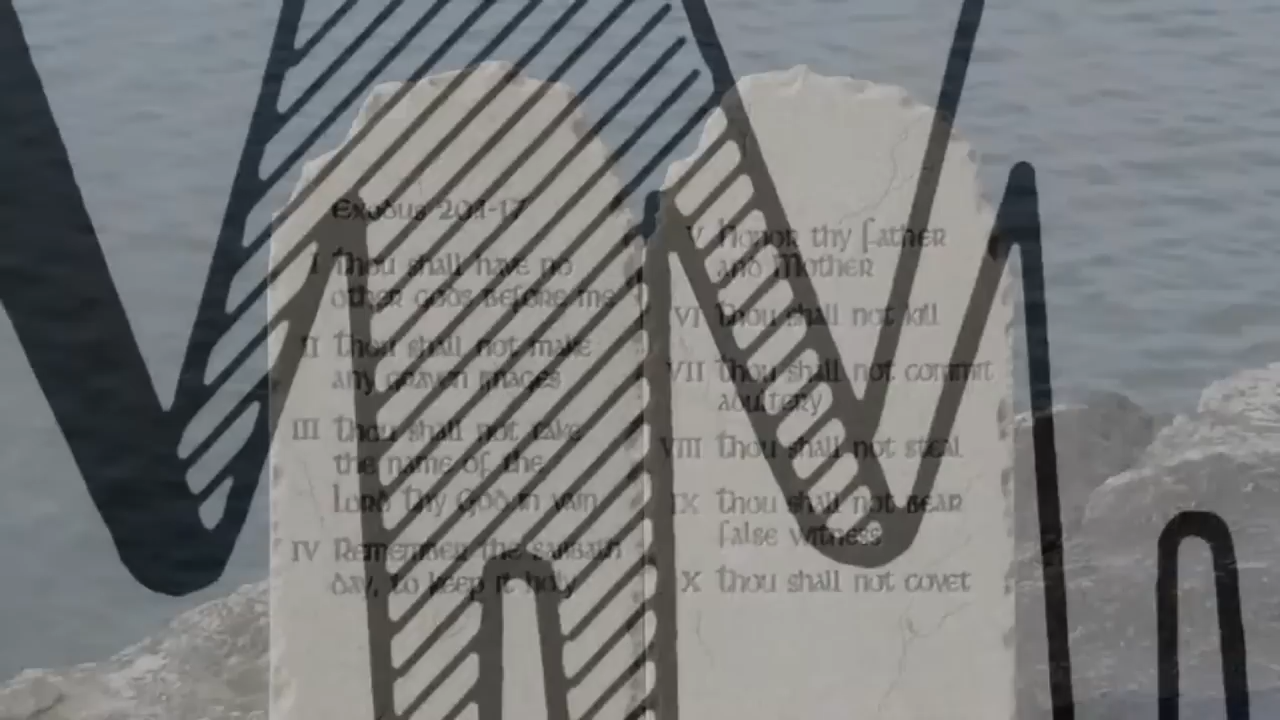 Exodus 20:1-17
I Thou shall have no
other gods before me
II Thou shall not make
any graven images
III Thou shall not take
the name of the
Lord thy God in vain
IV Remember the sabbath
day, to keep it holy
V Honor thy father
and Mother
VI Thou shall not kill
VII Thou shall not commit
adultery
VIII Thou shall not steal
IX Thou shall not bear
false witness
X Thou shall not covet